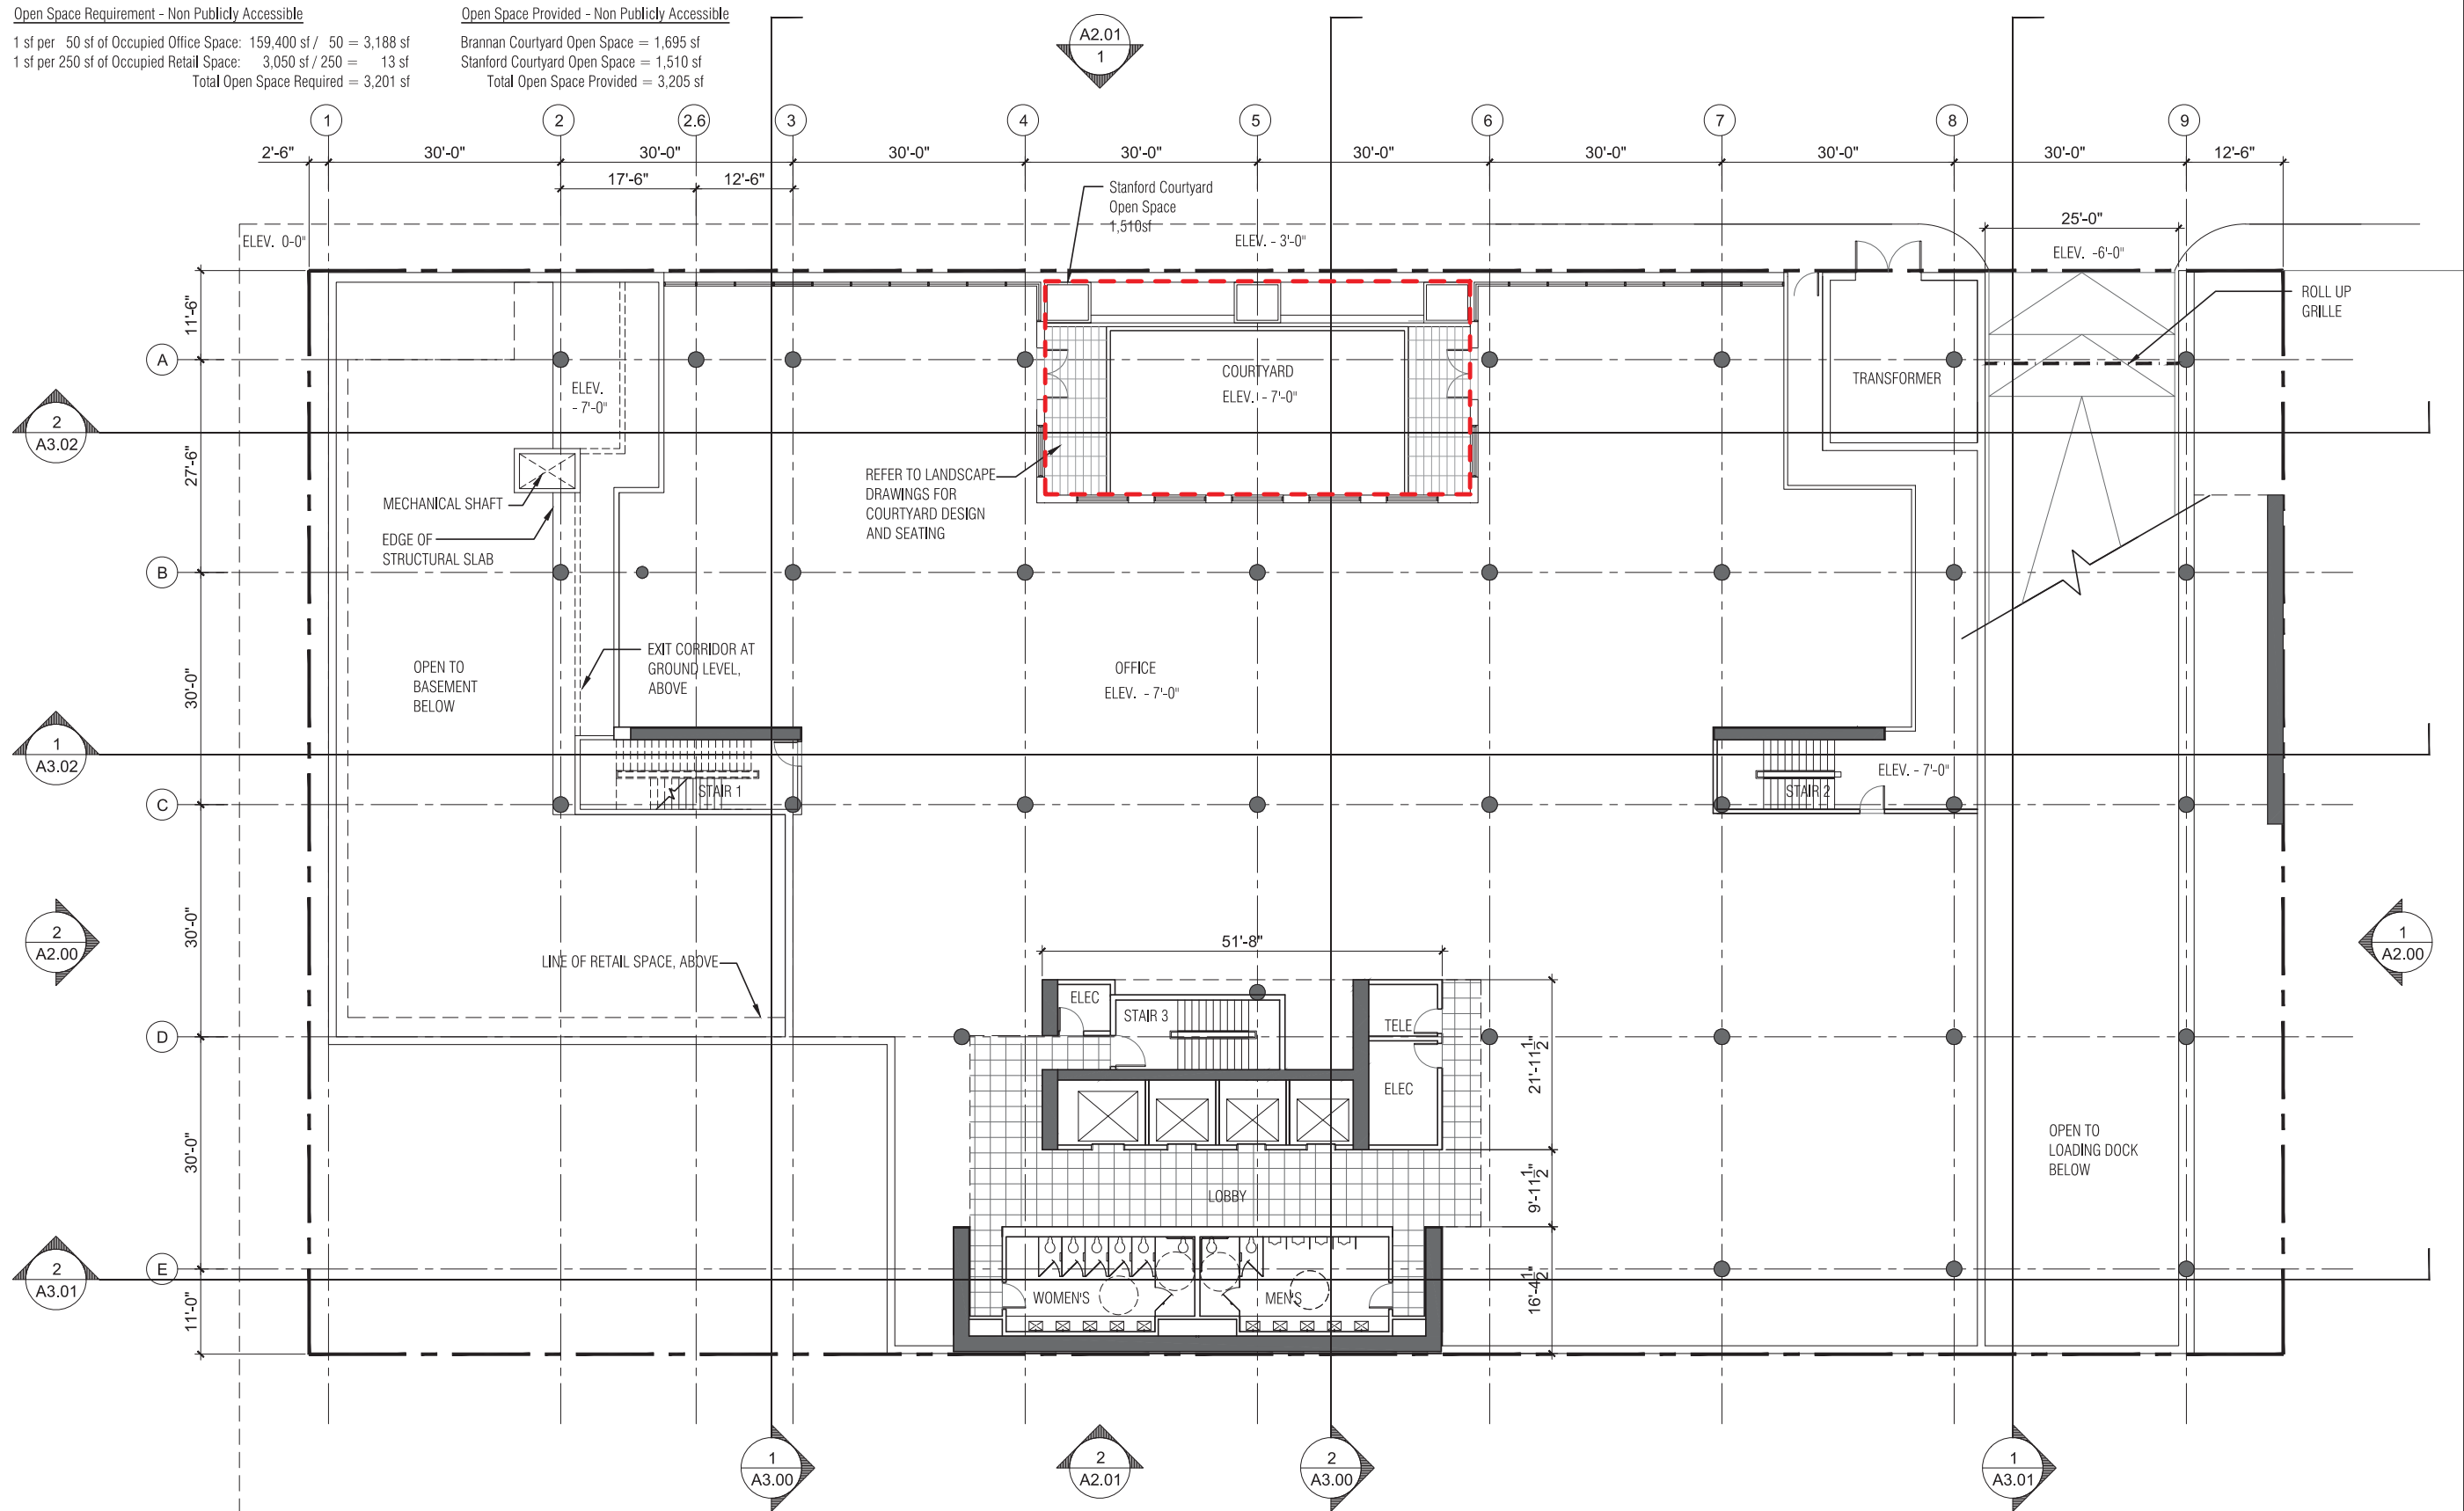 Open Space Requirement - Non Publicly Accessible
1 sf per 50 sf of Occupied Office Space: 159,400 sf / 50 = 3,188 sf
1 sf per 250 sf of Occupied Retail Space: 3,050 sf / 250 = 13 sf
Total Open Space Required = 3,201 sf
Open Space Provided - Non Publicly Accessible
Brannan Courtyard Open Space = 1,695 sf
Stanford Courtyard Open Space = 1,510 sf
Total Open Space Provided = 3,205 sf
A2.01
1
1 2 2.6 3 4 5 6 7 8 9
2'-6" 30'-0" 30'-0" 30'-0" 30'-0" 30'-0" 30'-0" 30'-0" 30'-0" 12'-6"
17'-6" 12'-6"
Stanford Courtyard
Open Space
1,510sf
25'-0"
ELEV. 0-0"
ELEV. - 3'-0"
ELEV. -6'-0"
ROLL UP
GRILLE
11'-6"
A
COURTYARD
ELEV. - 7'-0"
TRANSFORMER
ELEV.
- 7'-0"
2
A3.02
27'-6"
MECHANICAL SHAFT
EDGE OF
STRUCTURAL SLAB
REFER TO LANDSCAPE
DRAWINGS FOR
COURTYARD DESIGN
AND SEATING
B
30'-0"
OPEN TO
BASEMENT
BELOW
EXIT CORRIDOR AT
GROUND LEVEL,
ABOVE
OFFICE
ELEV. - 7'-0"
1
A3.02
STAIR 1
STAIR 2
ELEV. - 7'-0"
C
30'-0"
2
A2.00
1
A2.00
51'-8"
LINE OF RETAIL SPACE, ABOVE
ELEC
STAIR 3
TELE
D
21'-11 1/2"
ELEC
30'-0"
OPEN TO
LOADING DOCK
BELOW
LOBBY
9'-11 1/2"
2
A3.01
E
WOMEN'S
MEN'S
16'-4 1/2"
11'-0"
1
A3.00
2
A2.01
2
A3.00
1
A3.01